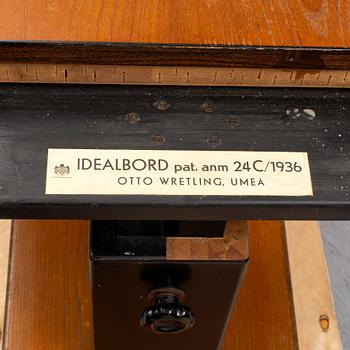 IDEALBORD pat. anm 24C/1936
OTTO WRETLING, UMEA